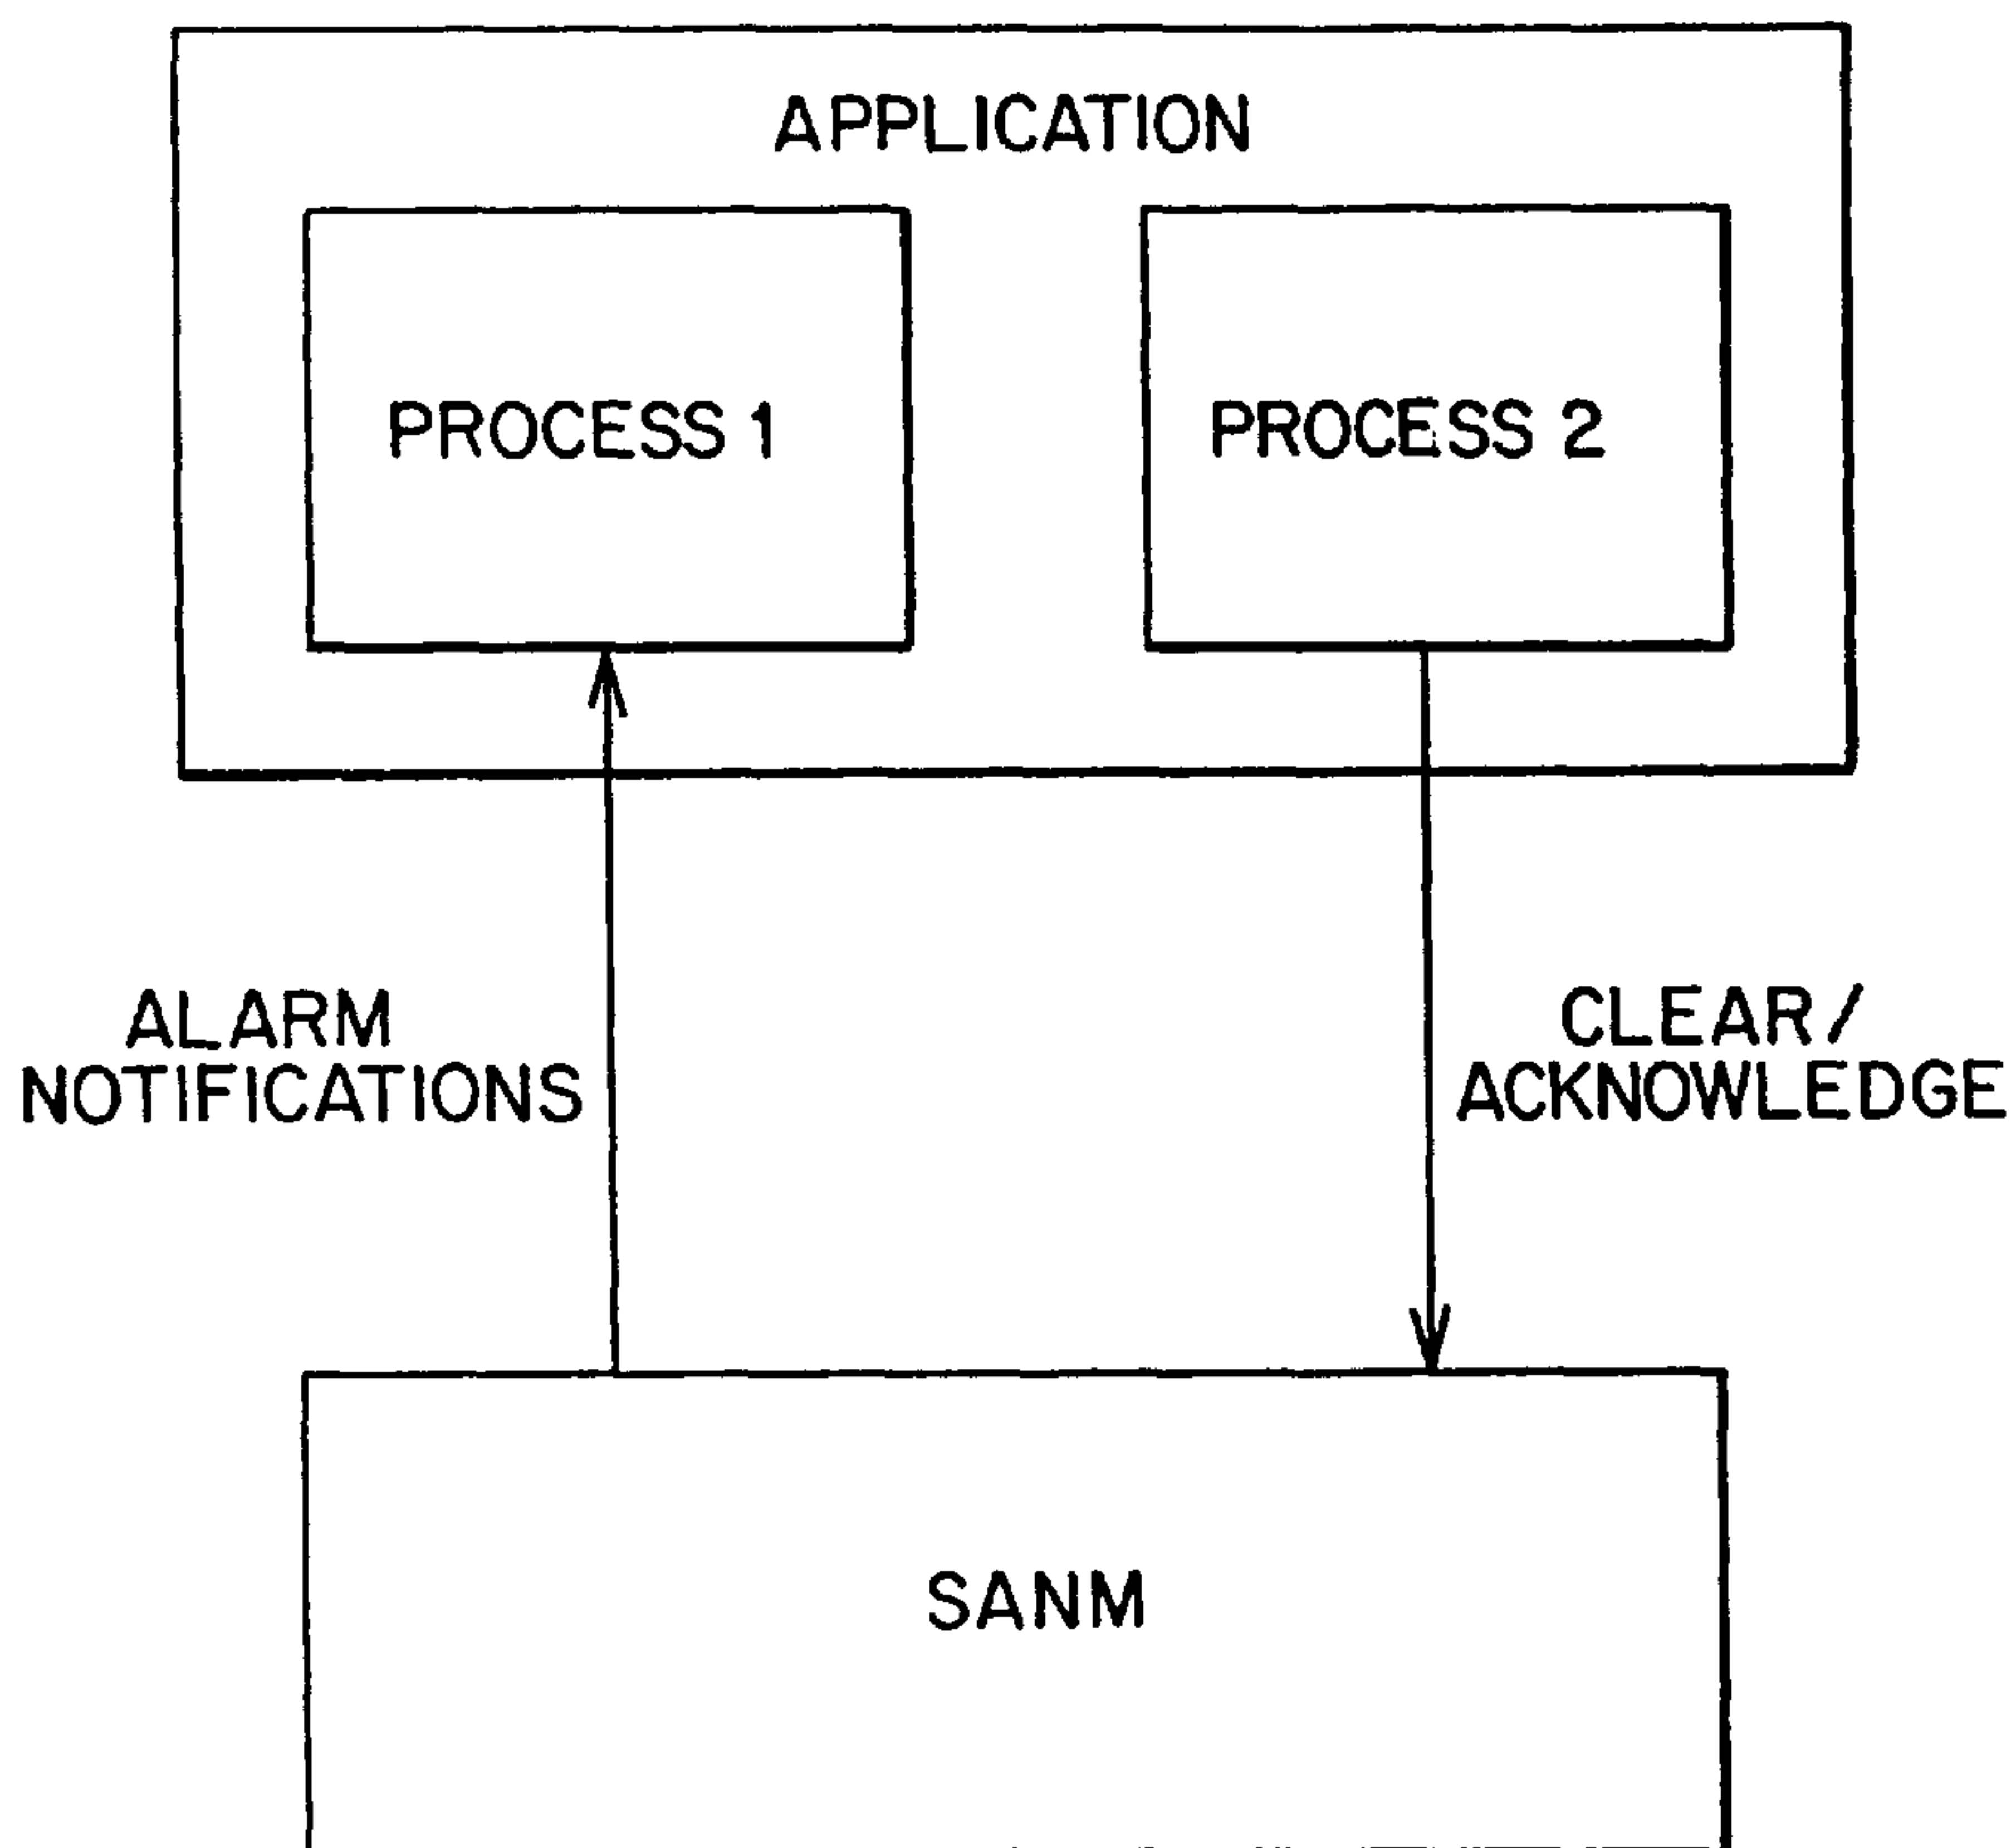 APPLICATION
PROCESS 1
PROCESS 2
ALARM
NOTIFICATIONS
CLEAR/
ACKNOWLEDGE
SANM